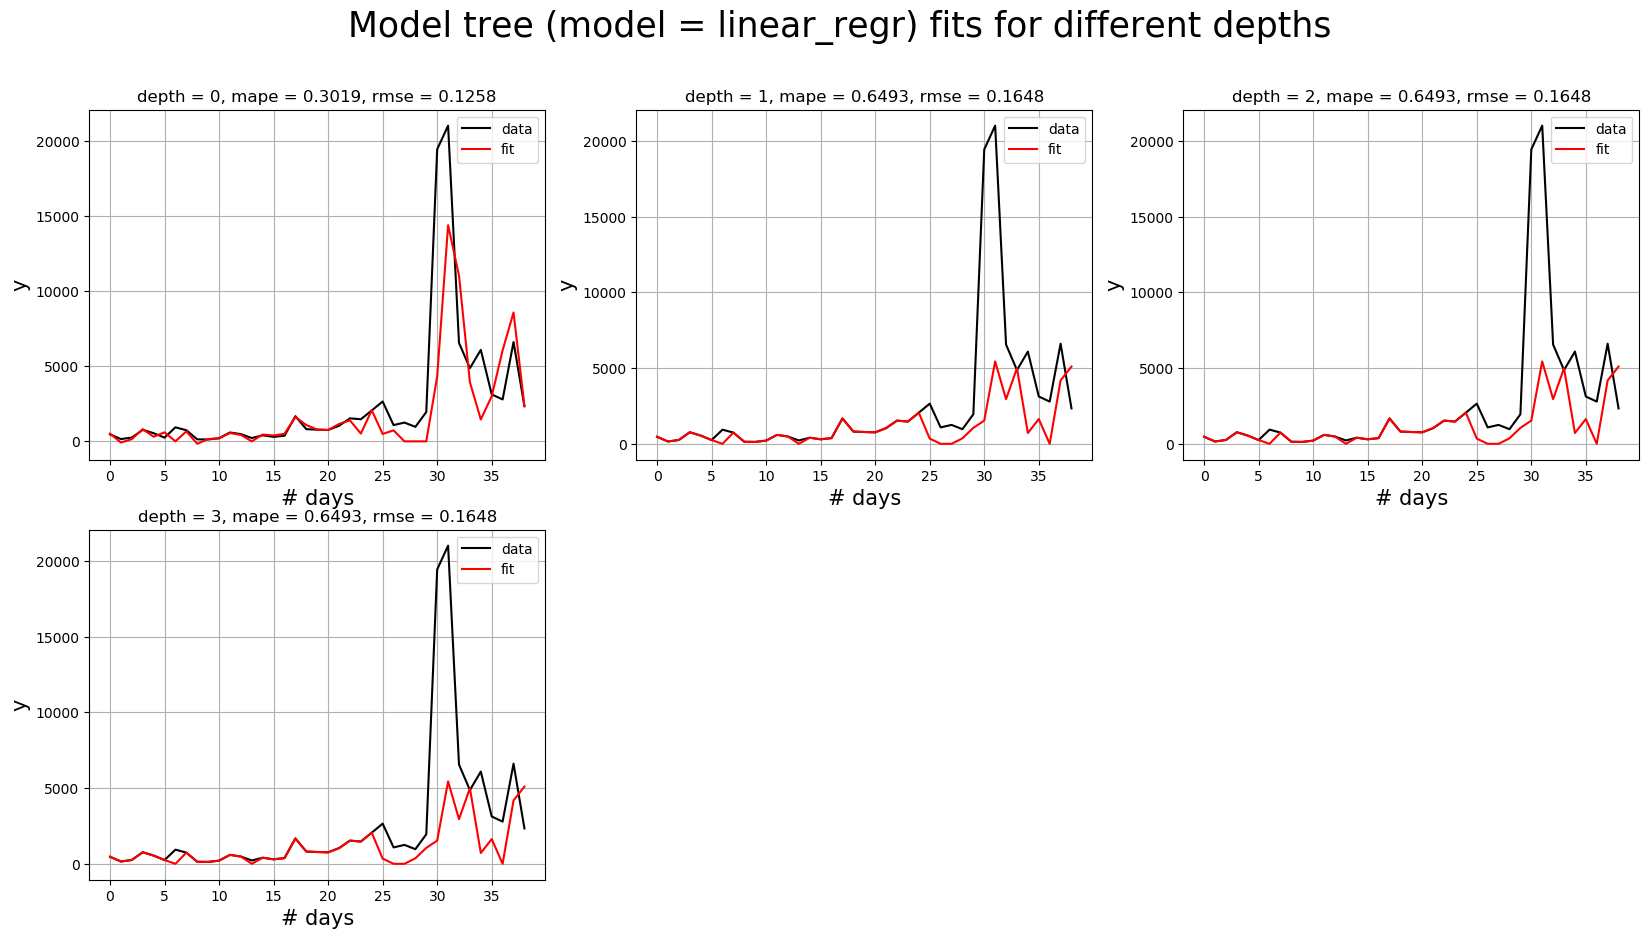 Model tree (model = linear_regr) fits for different depths
depth = 0, mape = 0.3019, rmse = 0.1258
data
fit
20000
15000
10000
5000
0
y
0 5 10 15 20 25 30 35
# days
depth = 1, mape = 0.6493, rmse = 0.1648
data
fit
20000
15000
10000
5000
0
y
0 5 10 15 20 25 30 35
# days
depth = 2, mape = 0.6493, rmse = 0.1648
data
fit
20000
15000
10000
5000
0
y
0 5 10 15 20 25 30 35
# days
depth = 3, mape = 0.6493, rmse = 0.1648
data
fit
20000
15000
10000
5000
0
y
0 5 10 15 20 25 30 35
# days